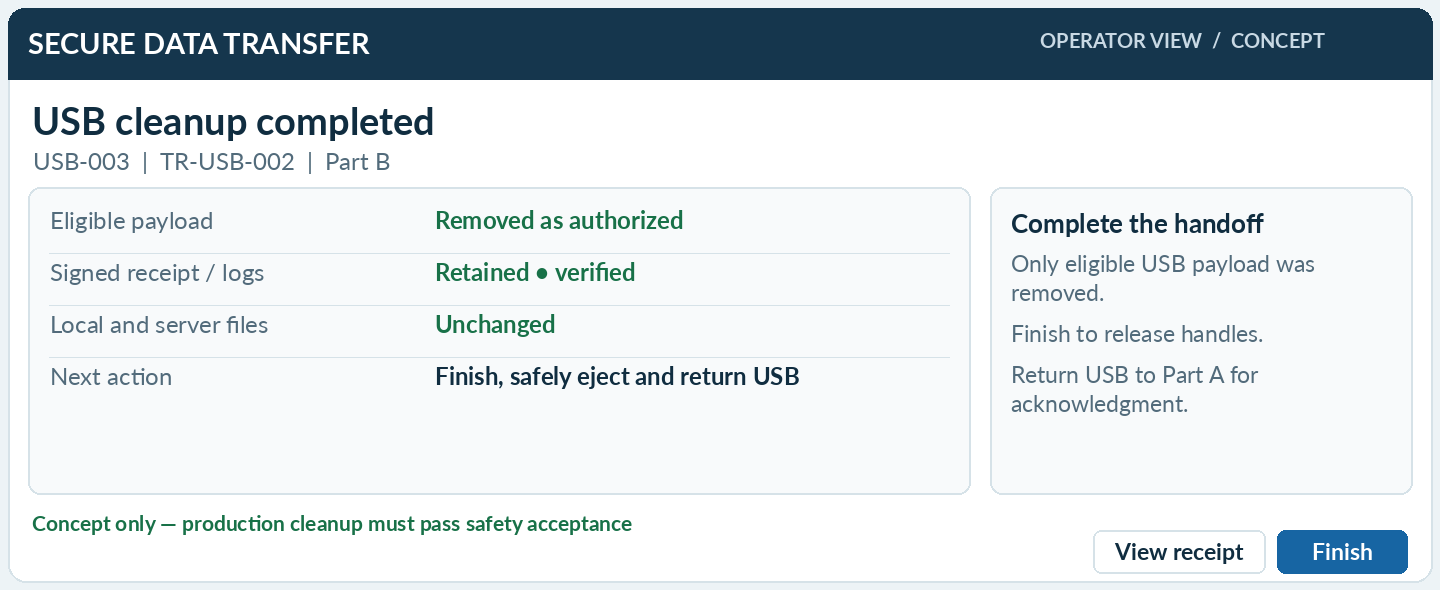 SECURE DATA TRANSFER
OPERATOR VIEW / CONCEPT
USB cleanup completed
USB-003 | TR-USB-002 | Part B
Eligible payload Removed as authorized
Signed receipt / logs Retained • verified
Local and server files Unchanged
Next action Finish, safely eject and return USB
Complete the handoff
Only eligible USB payload was
removed.
Finish to release handles.
Return USB to Part A for
acknowledgment.
Concept only — production cleanup must pass safety acceptance
View receipt
Finish